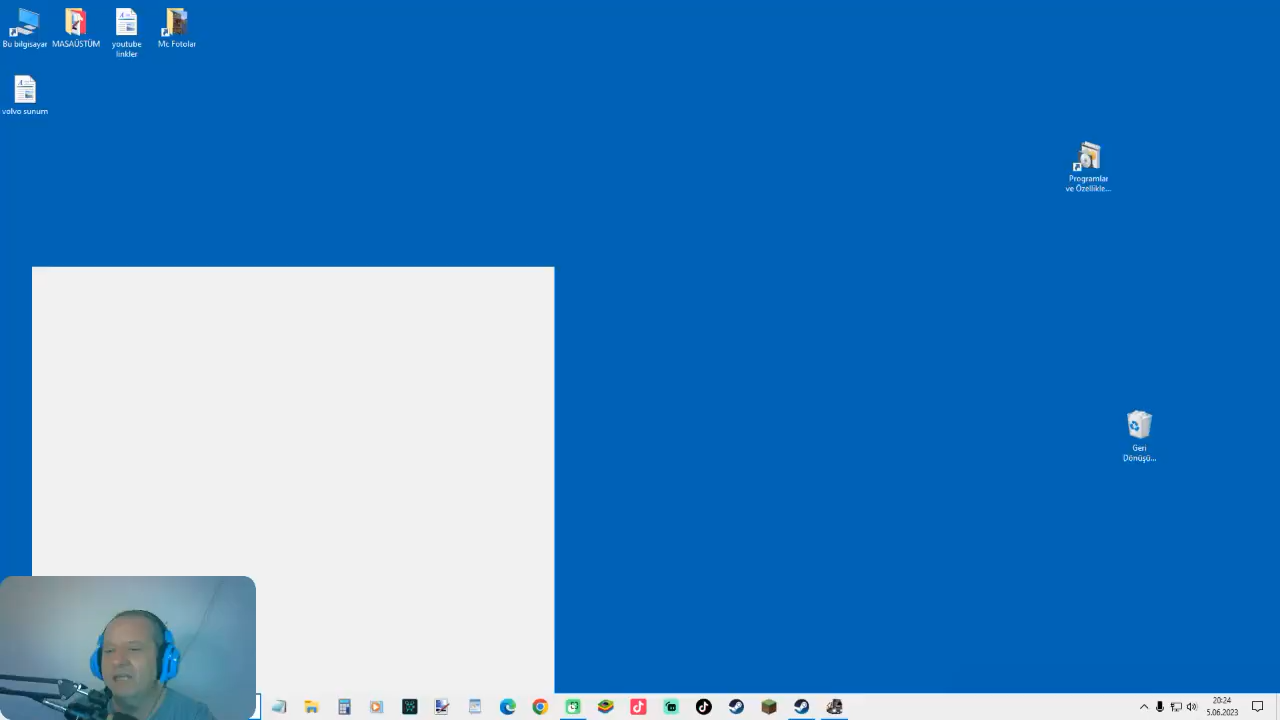 Bu bilgisayar
MASAÜSTÜM
youtube
linkler
Mc Fotolar
volvo sunum
Programlar
ve Özellikle...
Geri
Dönüşü...
20:24
5.06.2023